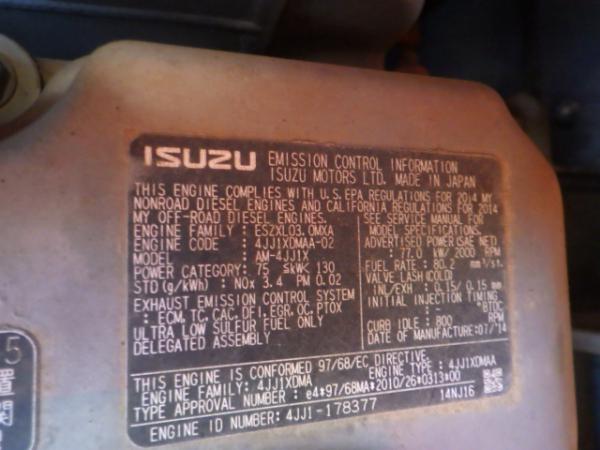 ISUZU EMISSION CONTROL INFORMATION
ISUZU MOTORS LTD. MADE IN JAPAN
THIS ENGINE COMPLIES WITH U.S.EPA REGULATIONS FOR 2014 MY
NONROAD DIESEL ENGINES AND CALIFORNIA REGULATIONS FOR 2014
MY OFF-ROAD DIESEL ENGINES.
ENGINE FAMILY : ESZXL03.0MXA
ENGINE CODE : 4JJ1XDMAA-02
MODEL : AM-4JJ1X
POWER CATEGORY: 75 ≤kW< 130
STD (g/kWh) : NOx 3.4 PM 0.02
EXHAUST EMISSION CONTROL SYSTEM
: ECM, TC, CAC, DFI, EGR, OC, PTOX
ULTRA LOW SULFUR FUEL ONLY
DELEGATED ASSEMBLY
SEE SERVICE MANUAL FOR
MODEL SPECIFICATIONS.
ADVERTISED POWER(SAE NET)
: 77.0 kW/ 2000 RPM
FUEL RATE: 80.2 mm³/st.
VALVE LASH(COLD)
IN./EXH.: 0.15/ 0.15 mm
INITIAL INJECTION TIMING
: - °BTDC
CURB IDLE: 800 RPM
DATE OF MANUFACTURE:07/'14
THIS ENGINE IS CONFORMED 97/68/EC DIRECTIVE.
ENGINE FAMILY: 4JJ1XDMA ENGINE TYPE: 4JJ1XDMAA
TYPE APPROVAL NUMBER : e4*97/68MA*2010/26*0313*00
14NJ16
ENGINE ID NUMBER: 4JJ1-178377
5
置